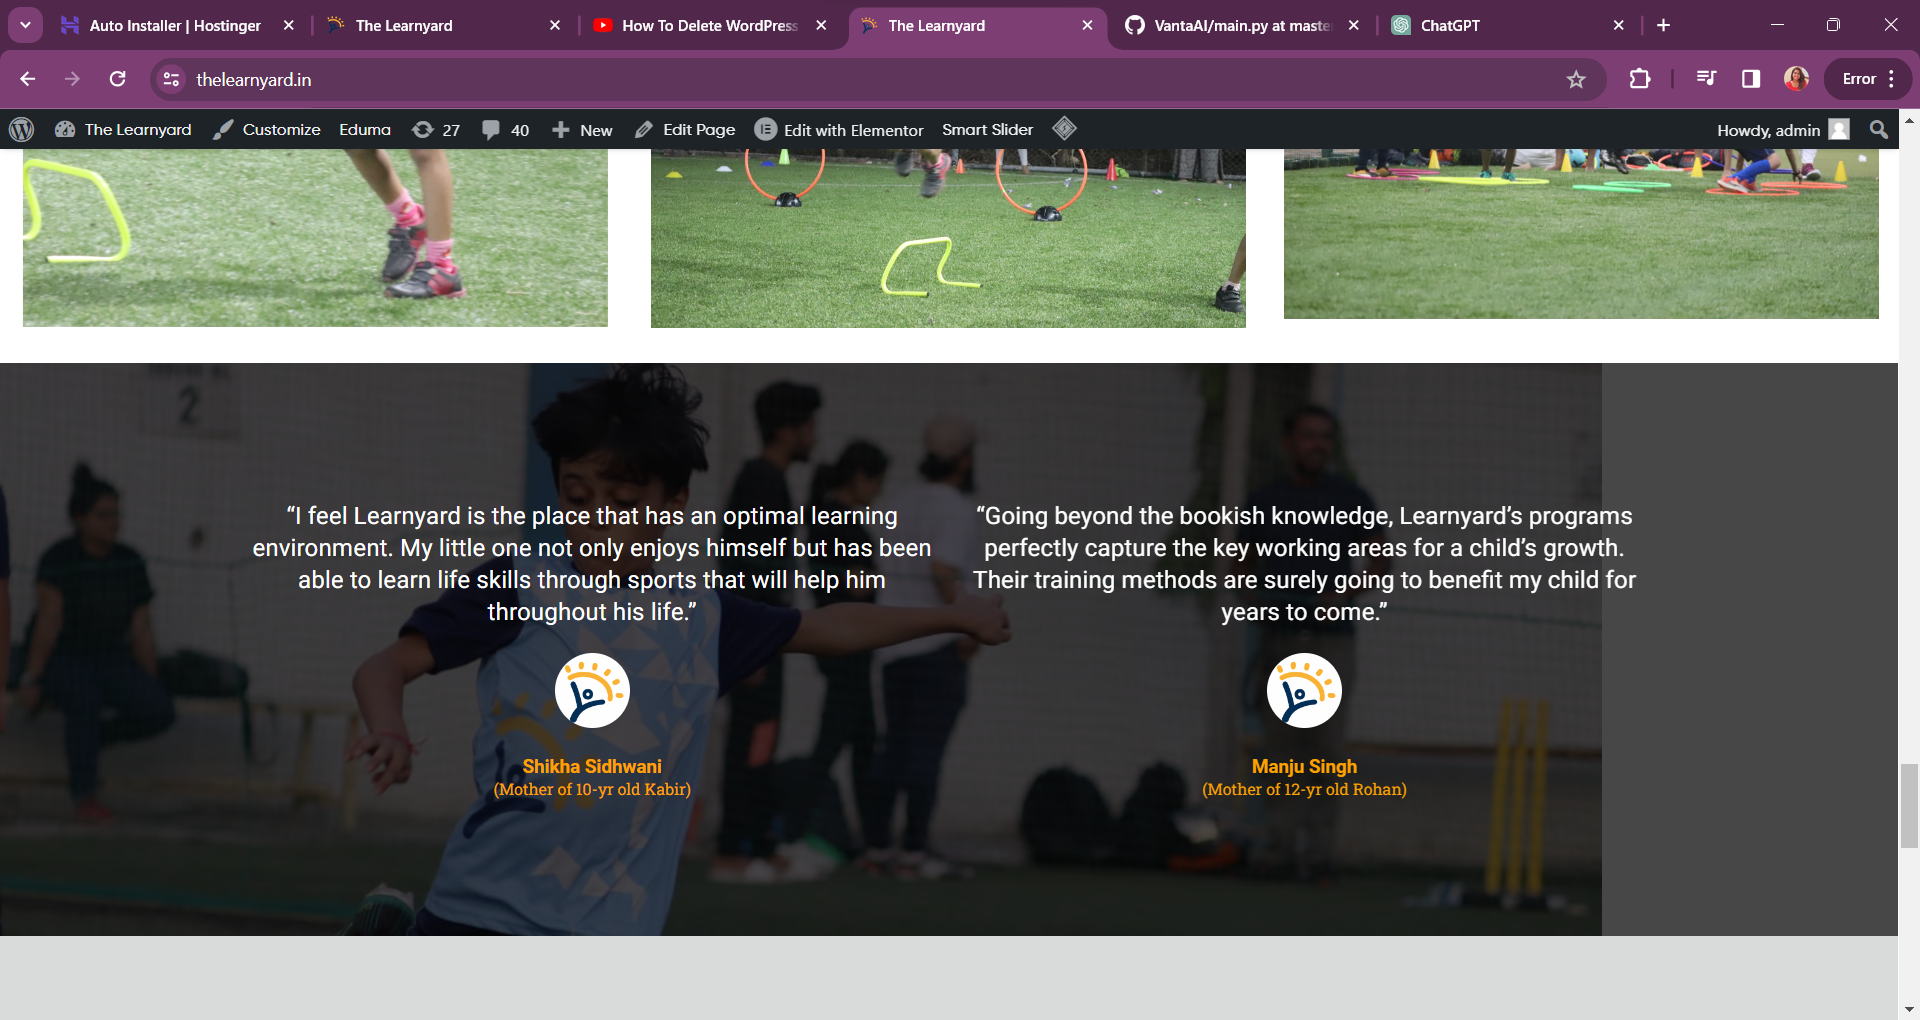 Auto Installer | Hostinger
The Learnyard
How To Delete WordPress
The Learnyard
VantaAI/main.py at maste
ChatGPT
thelearnyard.in
Error
The Learnyard
Customize
Eduma
27
40
New
Edit Page
Edit with Elementor
Smart Slider
Howdy, admin
2
“I feel Learnyard is the place that has an optimal learning
environment. My little one not only enjoys himself but has been
able to learn life skills through sports that will help him
throughout his life.”
Shikha Sidhwani
(Mother of 10-yr old Kabir)
“Going beyond the bookish knowledge, Learnyard’s programs
perfectly capture the key working areas for a child’s growth.
Their training methods are surely going to benefit my child for
years to come.”
Manju Singh
(Mother of 12-yr old Rohan)